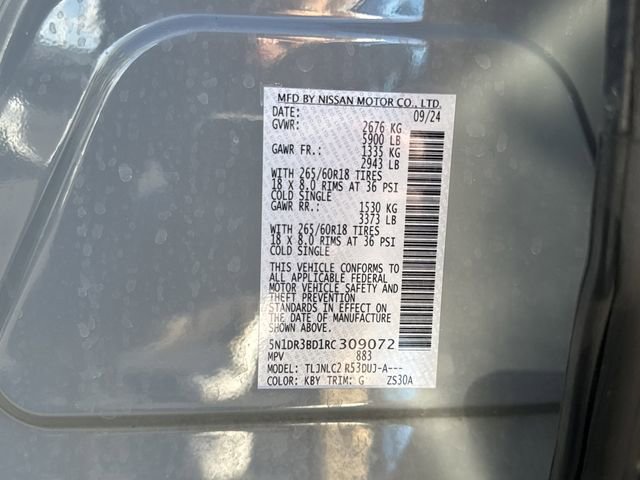 MFD BY NISSAN MOTOR CO., LTD.
DATE: 09/24
GVWR: 2676 KG
5900 LB
GAWR FR.: 1335 KG
2943 LB
WITH 265/60R18 TIRES
18 X 8.0 RIMS AT 36 PSI
COLD SINGLE
GAWR RR.: 1530 KG
3373 LB
WITH 265/60R18 TIRES
18 X 8.0 RIMS AT 36 PSI
COLD SINGLE
THIS VEHICLE CONFORMS TO
ALL APPLICABLE FEDERAL
MOTOR VEHICLE SAFETY AND
THEFT PREVENTION
STANDARDS IN EFFECT ON
THE DATE OF MANUFACTURE
SHOWN ABOVE.
5N1DR3BD1RC309072
MPV 883
MODEL: TLJNLC2 R53DUJ-A---
COLOR: KBY TRIM: G ZS30A